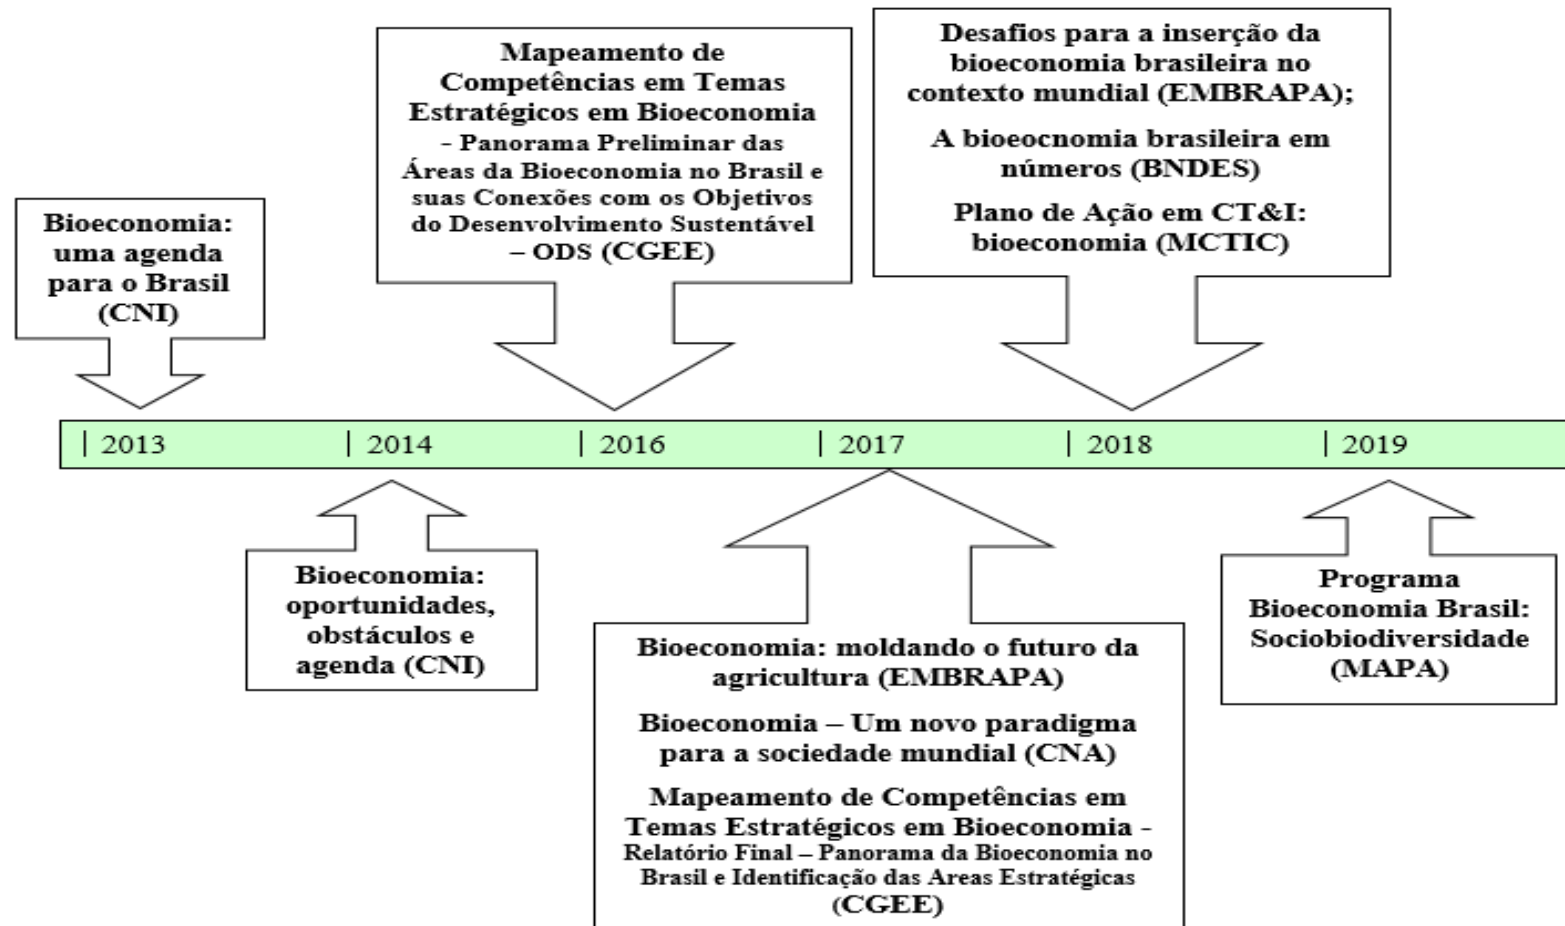 Bioeconomia:
uma agenda
para o Brasil
(CNI)
Mapeamento de
Competências em Temas
Estratégicos em Bioeconomia
- Panorama Preliminar das
Áreas da Bioeconomia no Brasil e
suas Conexões com os Objetivos
do Desenvolvimento Sustentável
– ODS (CGEE)
Desafios para a inserção da
bioeconomia brasileira no
contexto mundial (EMBRAPA);
A bioeocnomia brasileira em
números (BNDES)
Plano de Ação em CT&I:
bioeconomia (MCTIC)
| 2013 | 2014 | 2016 | 2017 | 2018 | 2019
Bioeconomia:
oportunidades,
obstáculos e
agenda (CNI)
Bioeconomia: moldando o futuro da
agricultura (EMBRAPA)
Bioeconomia – Um novo paradigma
para a sociedade mundial (CNA)
Mapeamento de Competências em
Temas Estratégicos em Bioeconomia -
Relatório Final – Panorama da Bioeconomia no
Brasil e Identificação das Areas Estratégicas
(CGEE)
Programa
Bioeconomia Brasil:
Sociobiodiversidade
(MAPA)